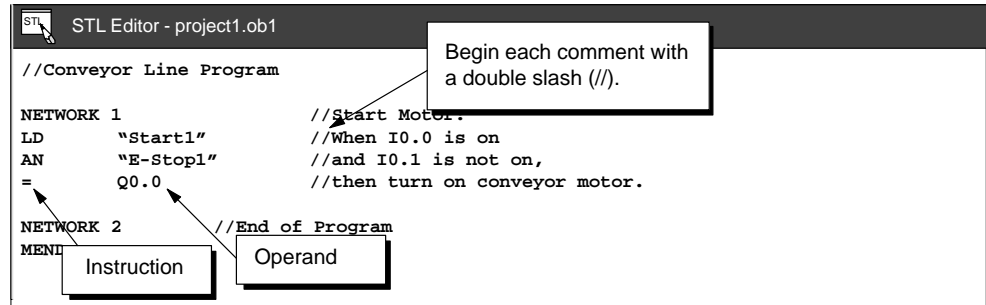 STL
STL Editor - project1.ob1
Begin each comment with
a double slash (//).
//Conveyor Line Program
NETWORK 1 //Start Motor.
LD “Start1” //When I0.0 is on
AN “E-Stop1” //and I0.1 is not on,
= Q0.0 //then turn on conveyor motor.
NETWORK 2 //End of Program
MEND
Instruction
Operand